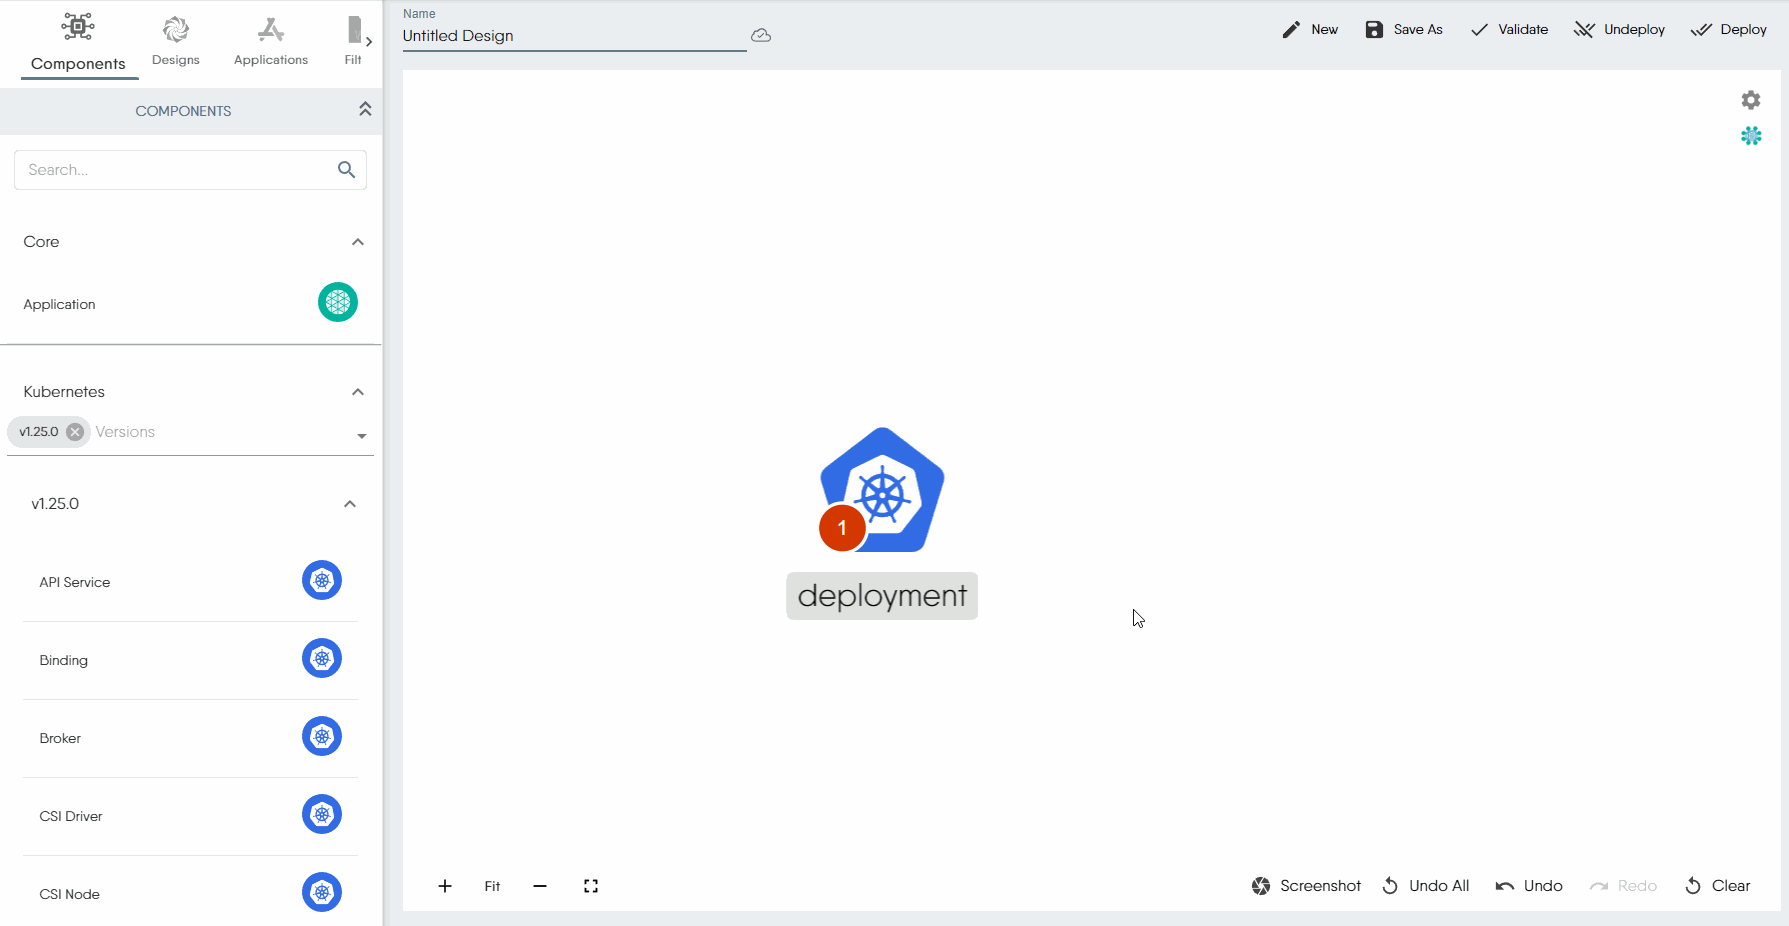 Components
Designs
Applications
Filt
COMPONENTS
Search...
Core
Application
Kubernetes
v1.25.0
Versions
v1.25.0
API Service
Binding
Broker
CSI Driver
CSI Node
Name
Untitled Design
New
Save As
Validate
Undeploy
Deploy
1
deployment
Fit
Screenshot
Undo All
Undo
Redo
Clear